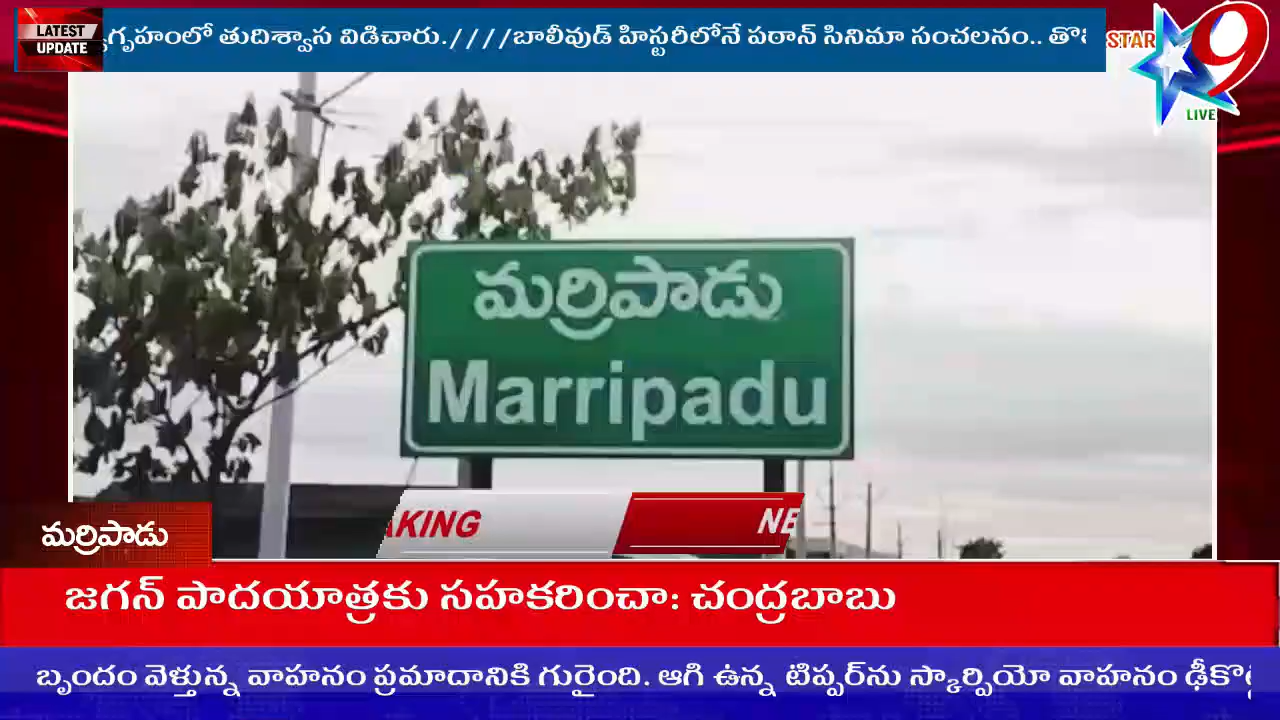 LATEST
UPDATE
గృహంలో తుదిశ్వాస విడిచారు.////బాలీవుడ్ హిస్టరీలోనే పఠాన్ సినిమా సంచలనం..
STAR
9
LIVE
మర్రిపాడు
Marripadu
AKING
NE
మర్రిపాడు
జగన్ పాదయాత్రకు సహకరించా: చంద్రబాబు
బృందం వెళ్తున్న వాహనం ప్రమాదానికి గురైంది. ఆగి ఉన్న టిప్పర్‌ను స్కార్పియో వాహనం